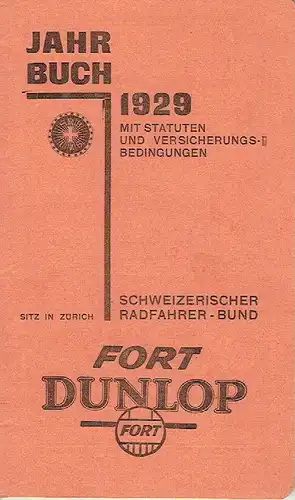 JAHR
BUCH
1929
MIT STATUTEN
UND VERSICHERUNGS-
BEDINGUNGEN
SITZ IN ZÜRICH
SCHWEIZERISCHER
RADFAHRER-BUND
FORT
DUNLOP
FORT